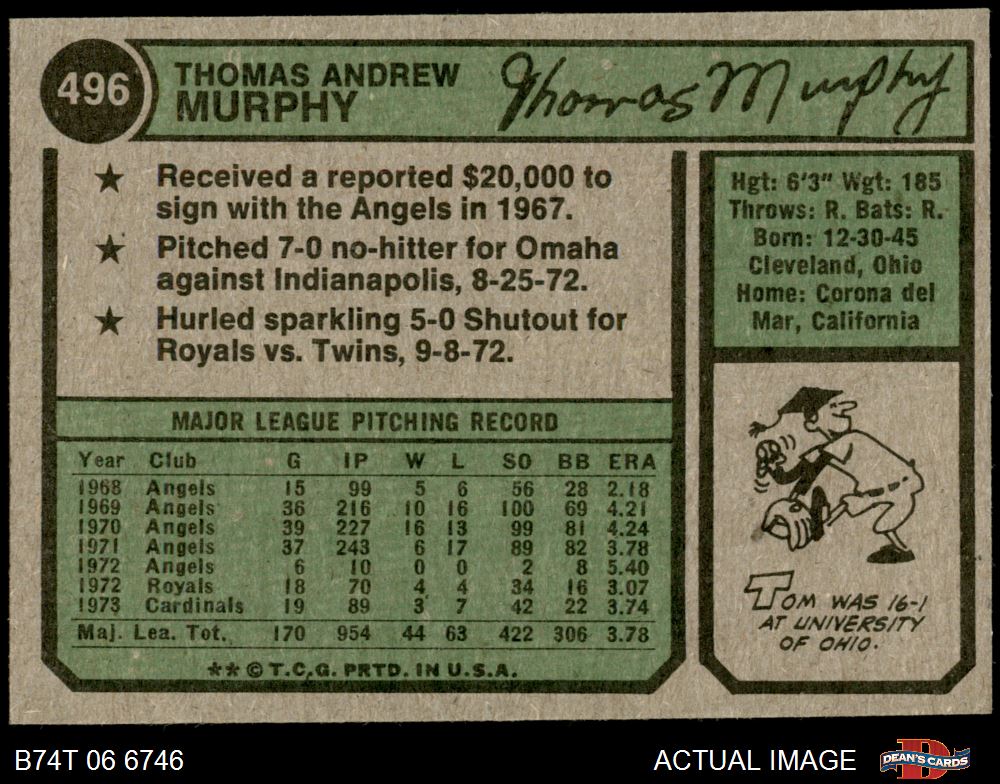 496
THOMAS ANDREW
MURPHY
Thomas Murphy
★ Received a reported $20,000 to
sign with the Angels in 1967.
★ Pitched 7-0 no-hitter for Omaha
against Indianapolis, 8-25-72.
★ Hurled sparkling 5-0 Shutout for
Royals vs. Twins, 9-8-72.
Hgt: 6'3" Wgt: 185
Throws: R. Bats: R.
Born: 12-30-45
Cleveland, Ohio
Home: Corona del
Mar, California
MAJOR LEAGUE PITCHING RECORD
Year Club G IP W L SO BB ERA
1968 Angels 15 99 5 6 56 28 2.18
1969 Angels 36 216 10 16 100 69 4.21
1970 Angels 39 227 16 13 99 81 4.24
1971 Angels 37 243 6 17 89 82 3.78
1972 Angels 6 10 0 0 2 8 5.40
1972 Royals 18 70 4 4 34 16 3.07
1973 Cardinals 19 89 3 7 42 22 3.74
Maj. Lea. Tot. 170 954 44 63 422 306 3.78
**© T.C.G. PRTD. IN U.S.A.
TOM WAS 16-1
AT UNIVERSITY
OF OHIO.
B74T 06 6746
ACTUAL IMAGE
D
DEAN'S CARDS